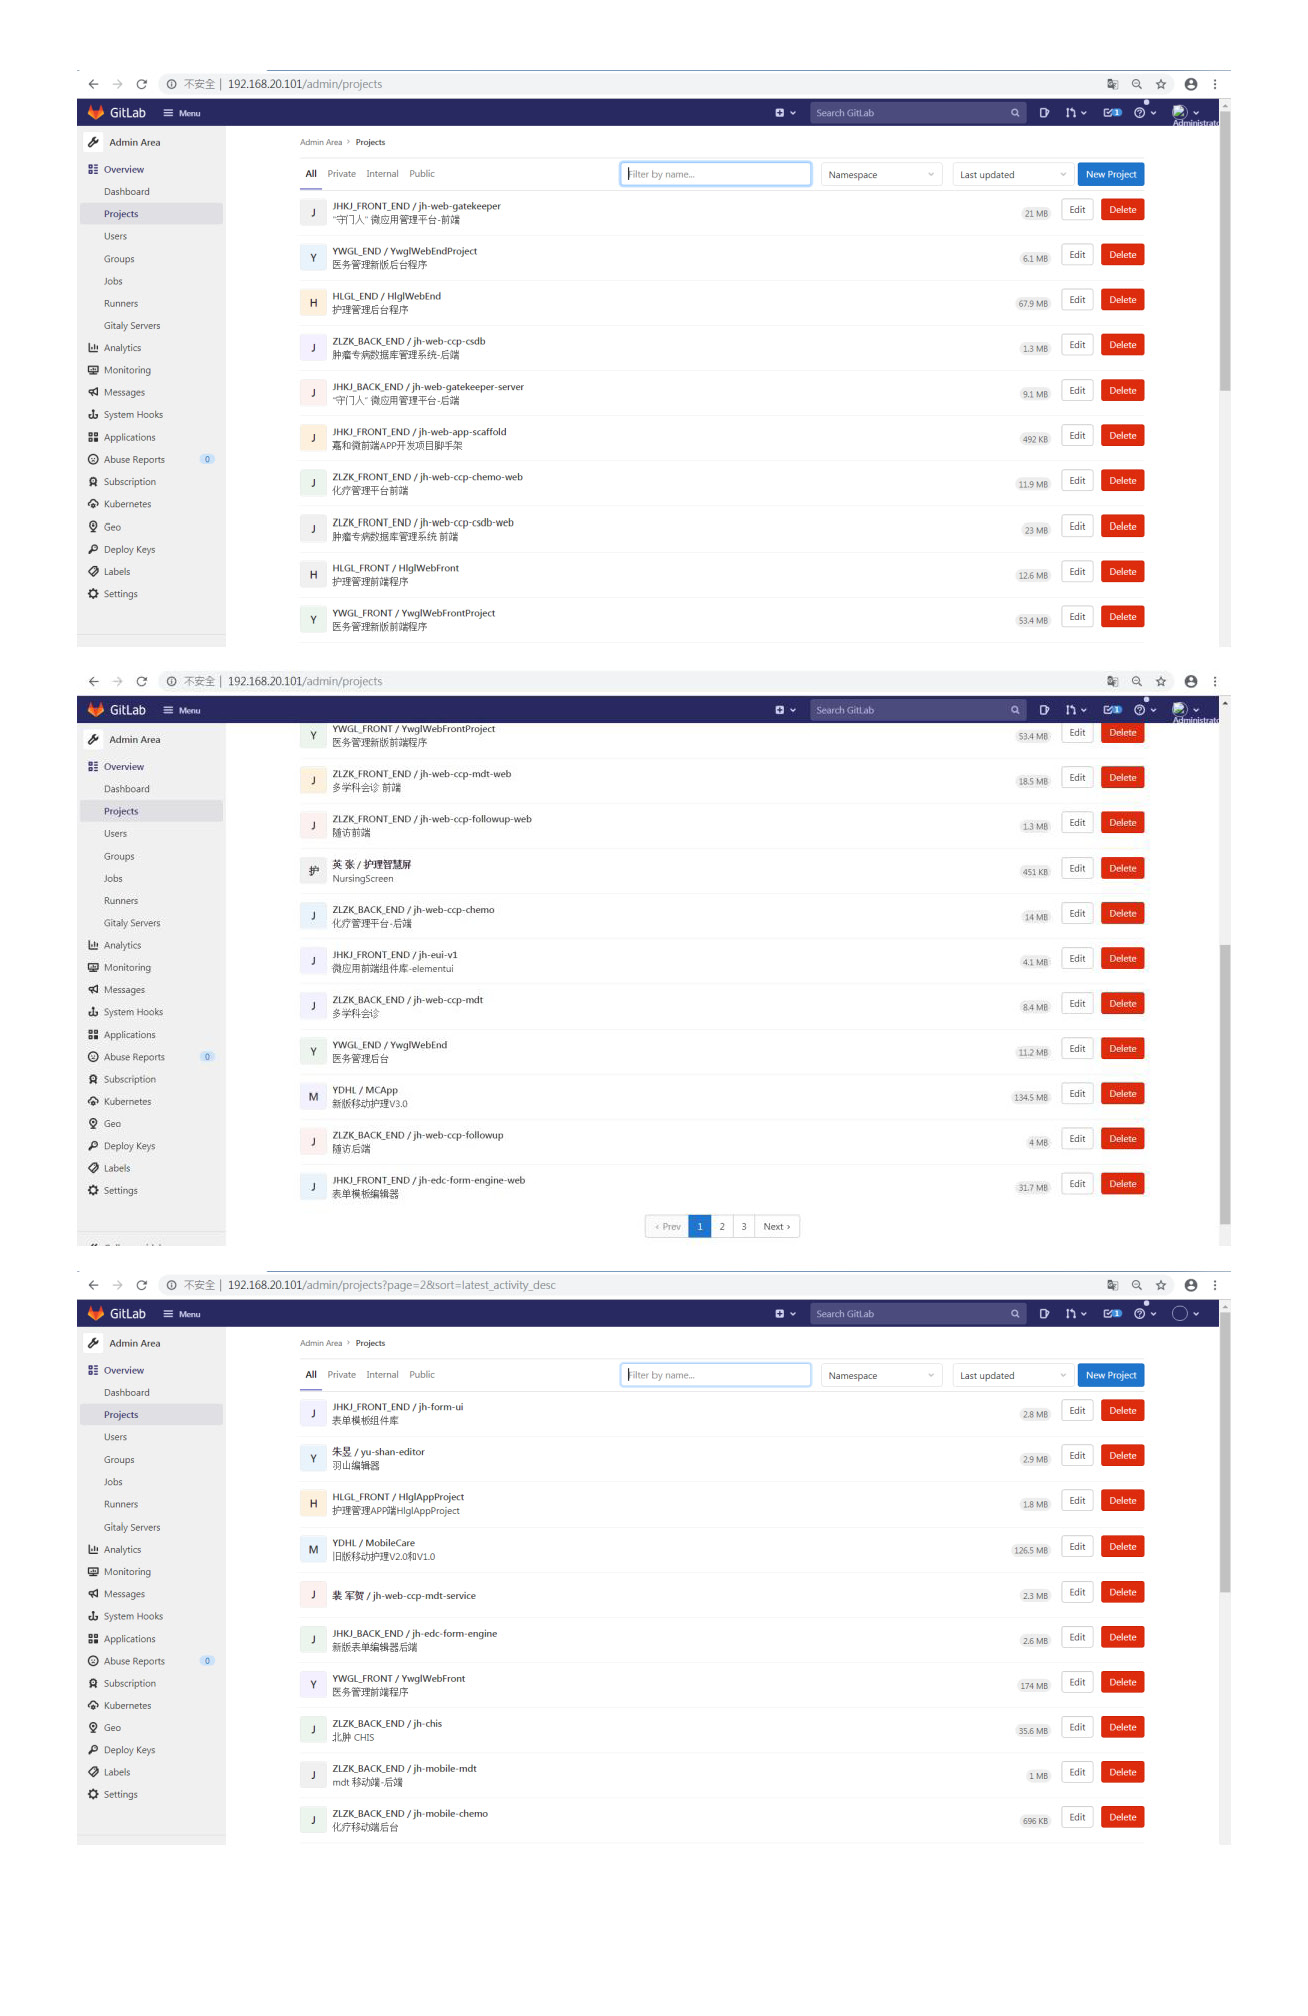 不安全 | 192.168.20.101/admin/projects
GitLab Menu Search GitLab 1 Administrato
Admin Area
Overview
Dashboard
Projects
Users
Groups
Jobs
Runners
Gitaly Servers
Analytics
Monitoring
Messages
System Hooks
Applications
Abuse Reports 0
Subscription
Kubernetes
Geo
Deploy Keys
Labels
Settings
Admin Area > Projects
All Private Internal Public Filter by name... Namespace Last updated New Project
J JHKJ_FRONT_END / jh-web-gatekeeper 21 MB Edit Delete
"守门人" 微应用管理平台-前端
Y YWGL_END / YwglWebEndProject 6.1 MB Edit Delete
医务管理新版后台程序
H HLGL_END / HlglWebEnd 67.9 MB Edit Delete
护理管理后台程序
J ZLZK_BACK_END / jh-web-ccp-csdb 1.3 MB Edit Delete
肿瘤专病数据库管理系统-后端
J JHKJ_BACK_END / jh-web-gatekeeper-server 9.1 MB Edit Delete
"守门人" 微应用管理平台-后端
J JHKJ_FRONT_END / jh-web-app-scaffold 492 KB Edit Delete
嘉和微前端APP开发项目脚手架
J ZLZK_FRONT_END / jh-web-ccp-chemo-web 11.9 MB Edit Delete
化疗管理平台前端
J ZLZK_FRONT_END / jh-web-ccp-csdb-web 23 MB Edit Delete
肿瘤专病数据库管理系统 前端
H HLGL_FRONT / HlglWebFront 12.6 MB Edit Delete
护理管理前端程序
Y YWGL_FRONT / YwglWebFrontProject 53.4 MB Edit Delete
医务管理新版前端程序
不安全 | 192.168.20.101/admin/projects
GitLab Menu Search GitLab 1 Administrato
Admin Area
Overview
Dashboard
Projects
Users
Groups
Jobs
Runners
Gitaly Servers
Analytics
Monitoring
Messages
System Hooks
Applications
Abuse Reports 0
Subscription
Kubernetes
Geo
Deploy Keys
Labels
Settings
Y YWGL_FRONT / YwglWebFrontProject 53.4 MB Edit Delete
医务管理新版前端程序
J ZLZK_FRONT_END / jh-web-ccp-mdt-web 18.5 MB Edit Delete
多学科会诊 前端
J ZLZK_FRONT_END / jh-web-ccp-followup-web 1.3 MB Edit Delete
随访前端
护 英 张 / 护理智慧屏 451 KB Edit Delete
NursingScreen
J ZLZK_BACK_END / jh-web-ccp-chemo 14 MB Edit Delete
化疗管理平台-后端
J JHKJ_FRONT_END / jh-eui-v1 4.1 MB Edit Delete
微应用前端组件库-elementui
J ZLZK_BACK_END / jh-web-ccp-mdt 8.4 MB Edit Delete
多学科会诊
Y YWGL_END / YwglWebEnd 11.2 MB Edit Delete
医务管理后台
M YDHL / MCApp 134.5 MB Edit Delete
新版移动护理V3.0
J ZLZK_BACK_END / jh-web-ccp-followup 4 MB Edit Delete
随访后端
J JHKJ_FRONT_END / jh-edc-form-engine-web 31.7 MB Edit Delete
表单模板编辑器
‹ Prev 1 2 3 Next ›
不安全 | 192.168.20.101/admin/projects?page=2&sort=latest_activity_desc
GitLab Menu Search GitLab 1
Admin Area
Overview
Dashboard
Projects
Users
Groups
Jobs
Runners
Gitaly Servers
Analytics
Monitoring
Messages
System Hooks
Applications
Abuse Reports 0
Subscription
Kubernetes
Geo
Deploy Keys
Labels
Settings
Admin Area > Projects
All Private Internal Public Filter by name... Namespace Last updated New Project
J JHKJ_FRONT_END / jh-form-ui 2.8 MB Edit Delete
表单模板组件库
Y 朱昱 / yu-shan-editor 2.9 MB Edit Delete
羽山编辑器
H HLGL_FRONT / HlglAppProject 1.8 MB Edit Delete
护理管理APP端HlglAppProject
M YDHL / MobileCare 126.5 MB Edit Delete
旧版移动护理V2.0和V1.0
J 裴 军贺 / jh-web-ccp-mdt-service 2.3 MB Edit Delete
J JHKJ_BACK_END / jh-edc-form-engine 2.6 MB Edit Delete
新版表单编辑器后端
Y YWGL_FRONT / YwglWebFront 174 MB Edit Delete
医务管理前端程序
J ZLZK_BACK_END / jh-chis 35.6 MB Edit Delete
北肿 CHIS
J ZLZK_BACK_END / jh-mobile-mdt 1 MB Edit Delete
mdt 移动端-后端
J ZLZK_BACK_END / jh-mobile-chemo 696 KB Edit Delete
化疗移动端后台